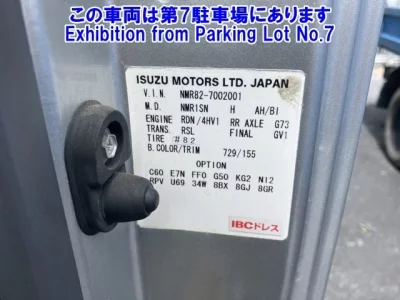 この車両は第7駐車場にあります
Exhibition from Parking Lot No.7
ISUZU MOTORS LTD. JAPAN
V.I.N. NMR82-7002001
M.D. NMR1SN H AH/BI
ENGINE RDN/4HV1 RR AXLE G73
TRANS. RSL FINAL GV1
TIRE #82
B.COLOR/TRIM 729/155
OPTION
C60 E7N FF0 G50 KG2 N12
RPV U69 34W 8BX 8GJ 8GR
IBCドレス